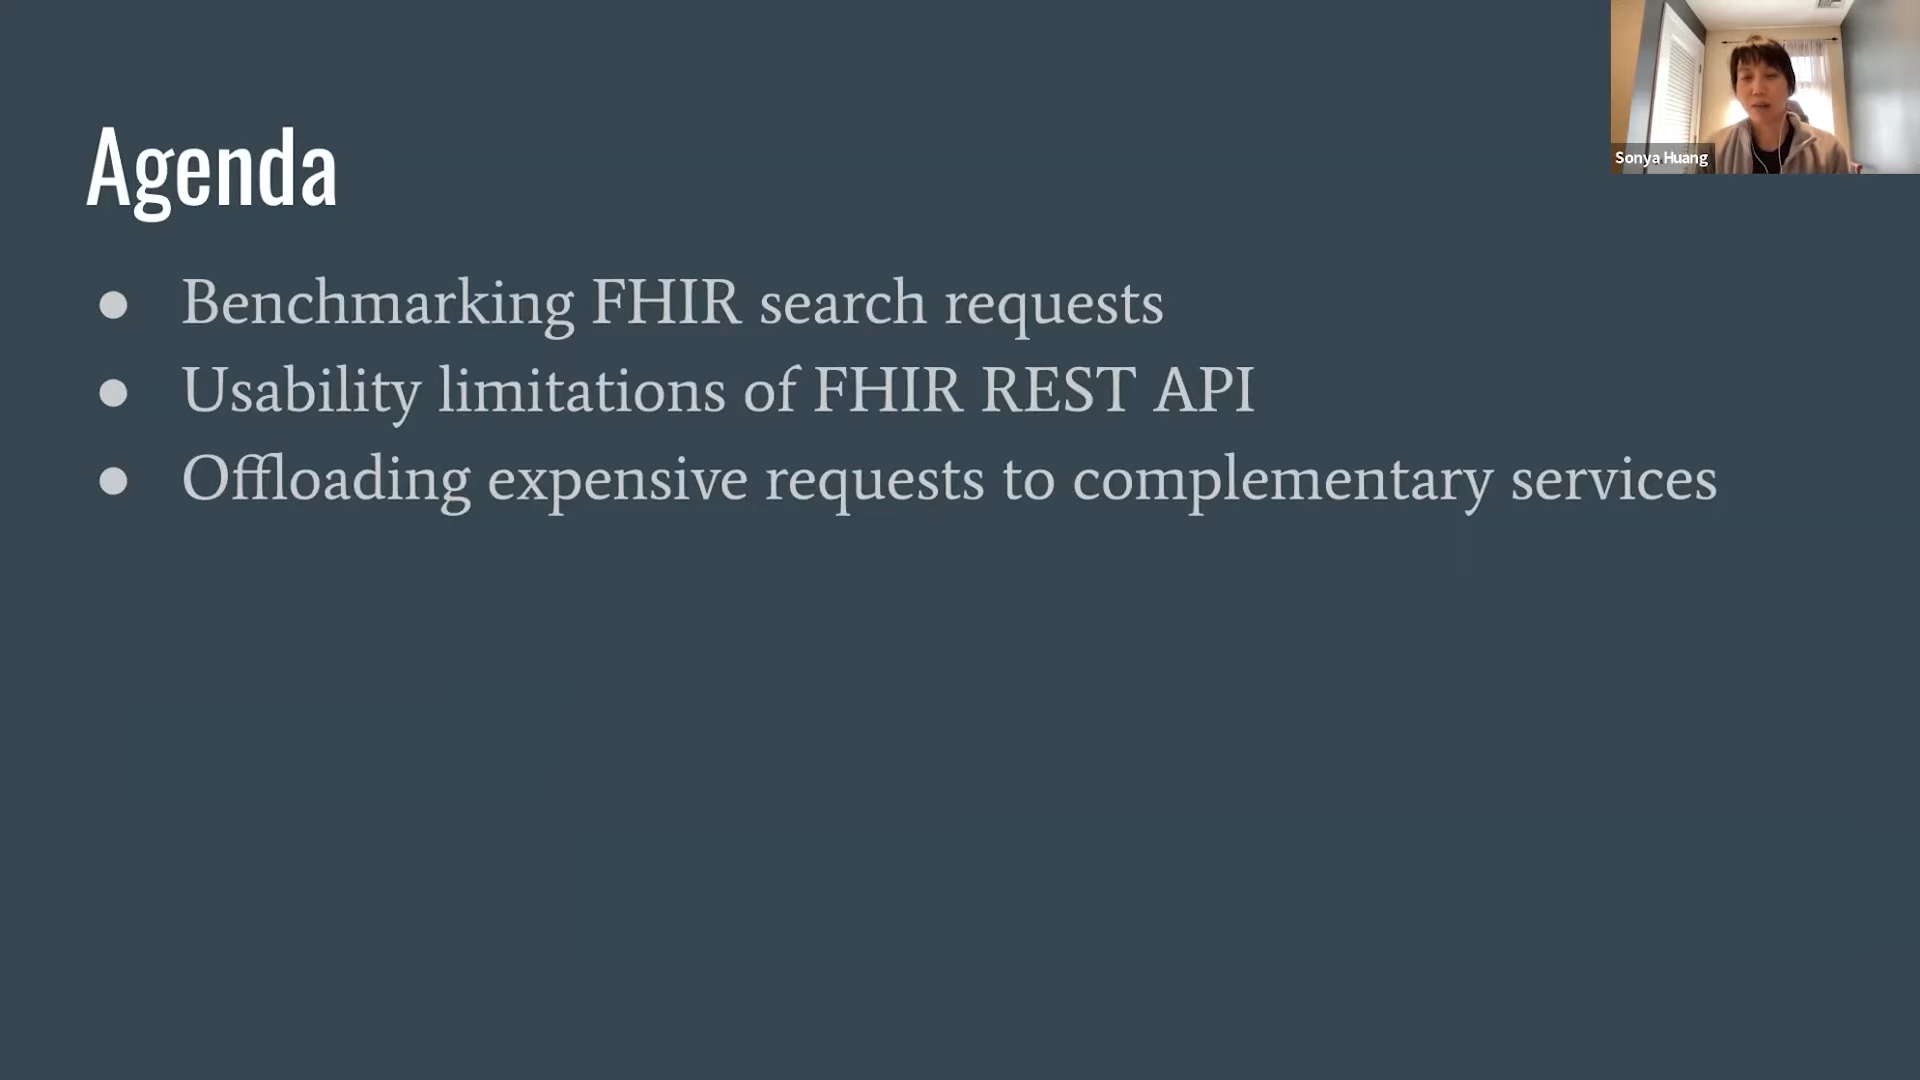 Agenda
● Benchmarking FHIR search requests
● Usability limitations of FHIR REST API
● Offloading expensive requests to complementary services
Sonya Huang